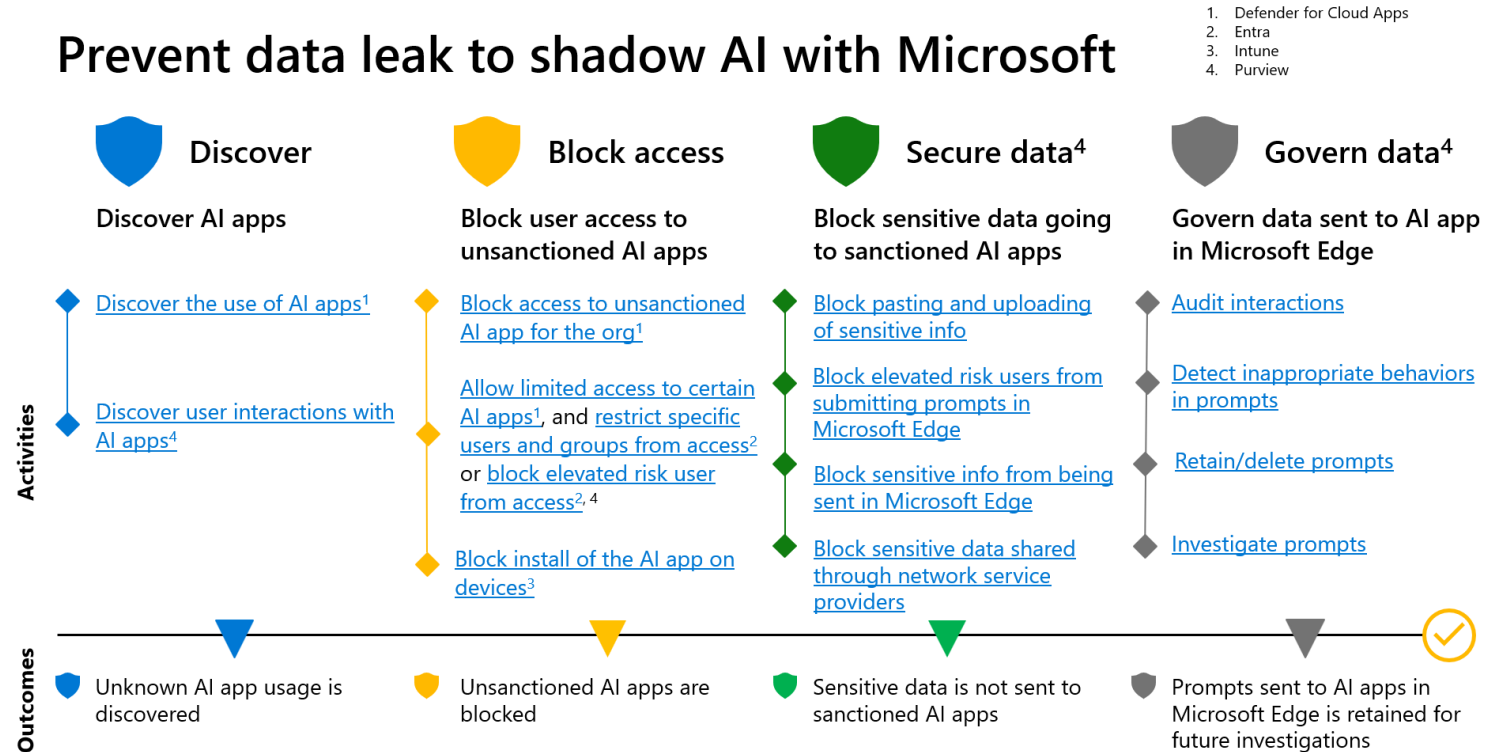 Prevent data leak to shadow AI with Microsoft
1. Defender for Cloud Apps
2. Entra
3. Intune
4. Purview
Discover
Discover AI apps
Block access
Block user access to
unsanctioned AI apps
Secure data⁴
Block sensitive data going
to sanctioned AI apps
Govern data⁴
Govern data sent to AI app
in Microsoft Edge
Activities
Discover the use of AI apps¹
Discover user interactions with
AI apps⁴
Block access to unsanctioned
AI app for the org¹
Allow limited access to certain
AI apps¹, and restrict specific
users and groups from access²
or block elevated risk user
from access²,⁴
Block install of the AI app on
devices³
Block pasting and uploading
of sensitive info
Block elevated risk users from
submitting prompts in
Microsoft Edge
Block sensitive info from being
sent in Microsoft Edge
Block sensitive data shared
through network service
providers
Audit interactions
Detect inappropriate behaviors
in prompts
Retain/delete prompts
Investigate prompts
Outcomes
Unknown AI app usage is
discovered
Unsanctioned AI apps are
blocked
Sensitive data is not sent to
sanctioned AI apps
Prompts sent to AI apps in
Microsoft Edge is retained for
future investigations